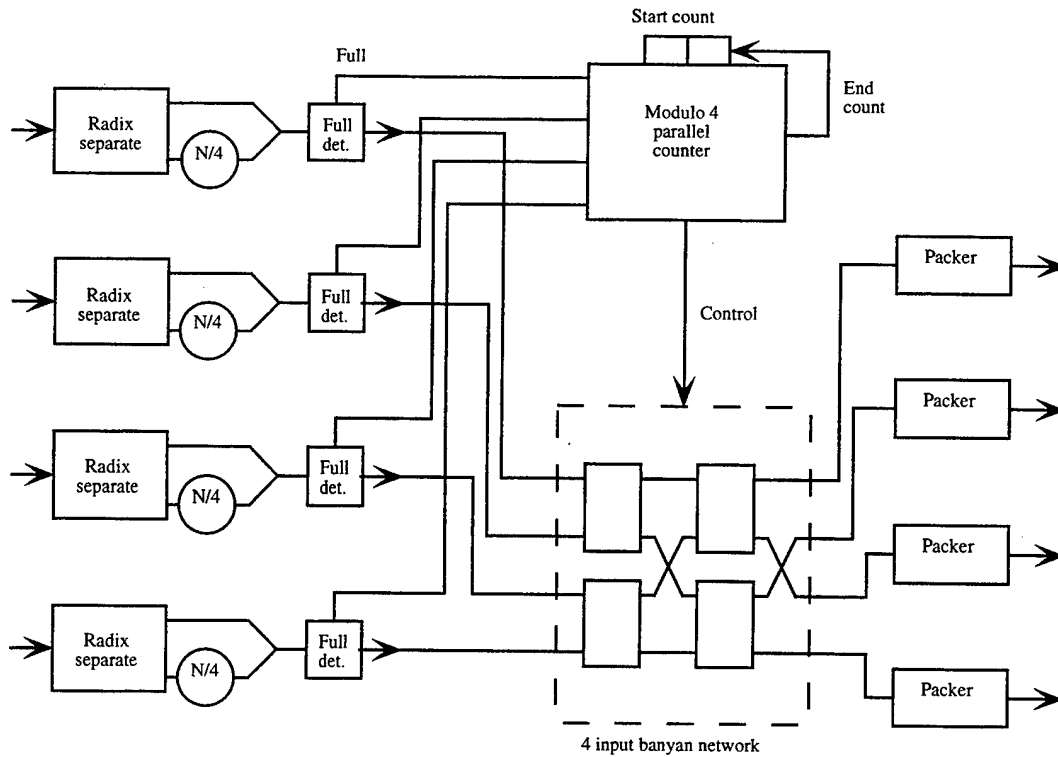 Start count
Full
End
count
Modulo 4
parallel
counter
Radix
separate
N/4
Full
det.
Radix
separate
N/4
Full
det.
Control
Packer
Packer
Radix
separate
N/4
Full
det.
Packer
Radix
separate
N/4
Full
det.
Packer
4 input banyan network